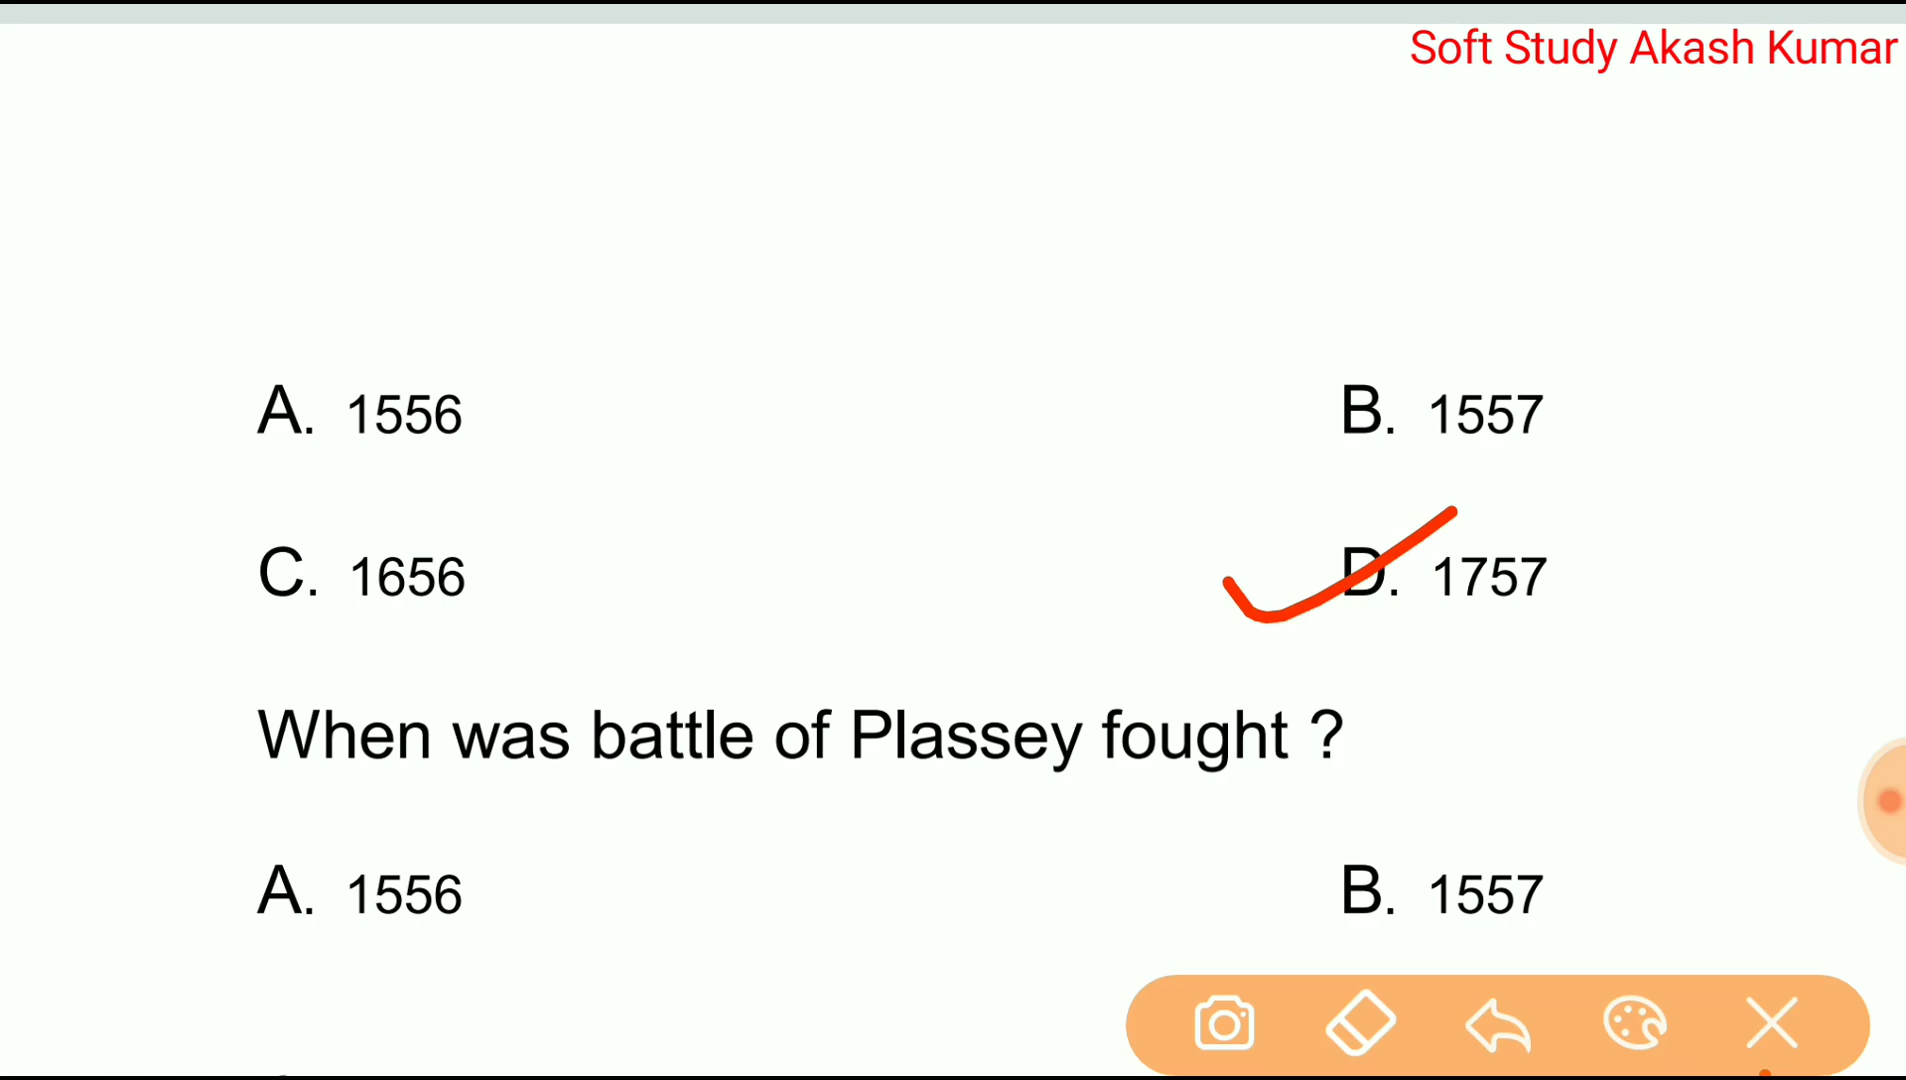 Soft Study Akash Kumar
A. 1556
B. 1557
C. 1656
D. 1757
When was battle of Plassey fought ?
A. 1556
B. 1557